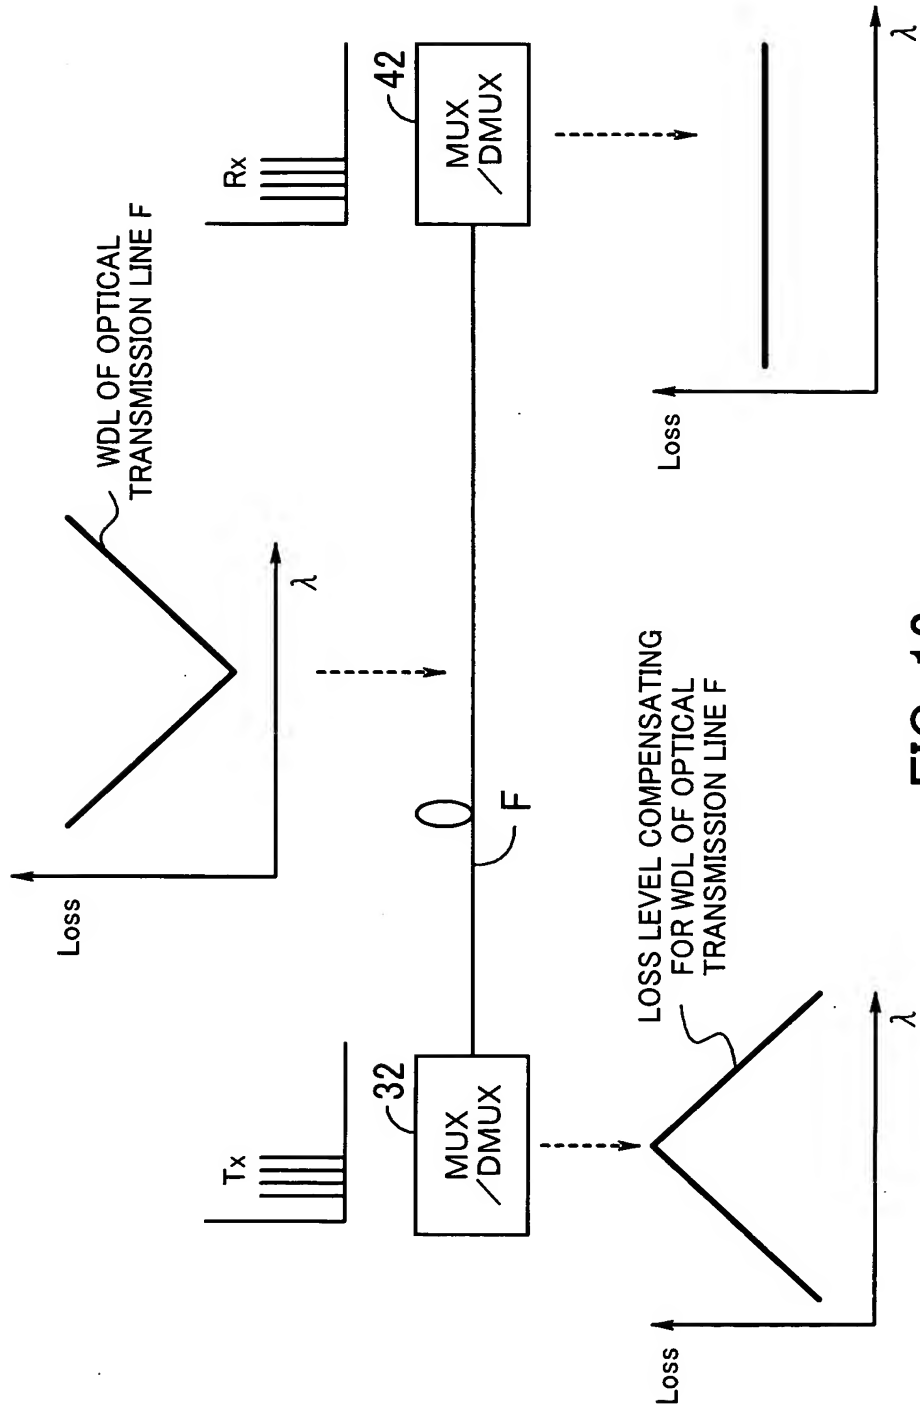 Loss
λ
WDL OF OPTICAL
TRANSMISSION LINE F
Tx
32
MUX
/DMUX
F
Rx
42
MUX
/DMUX
LOSS LEVEL COMPENSATING
FOR WDL OF OPTICAL
TRANSMISSION LINE F
Loss
λ
Loss
λ
FIG.